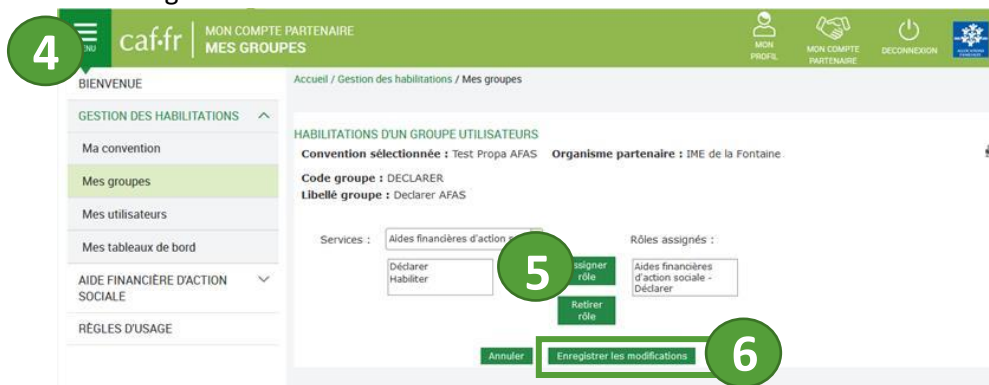 4
MENU
caf.fr
MON COMPTE PARTENAIRE
MES GROUPES
MON PROFIL
MON COMPTE PARTENAIRE
DECONNEXION
BIENVENUE
GESTION DES HABILITATIONS
Ma convention
Mes groupes
Mes utilisateurs
Mes tableaux de bord
AIDE FINANCIÈRE D'ACTION
SOCIALE
RÈGLES D'USAGE
Accueil / Gestion des habilitations / Mes groupes
HABILITATIONS D'UN GROUPE UTILISATEURS
Convention sélectionnée : Test Propa AFAS Organisme partenaire : IME de la Fontaine
Code groupe : DECLARER
Libellé groupe : Declarer AFAS
Services : Aides financières d'action s
Rôles assignés :
Déclarer
Habiliter
5
ssigner
rôle
Retirer
rôle
Aides financières
d'action sociale -
Déclarer
Annuler
Enregistrer les modifications
6